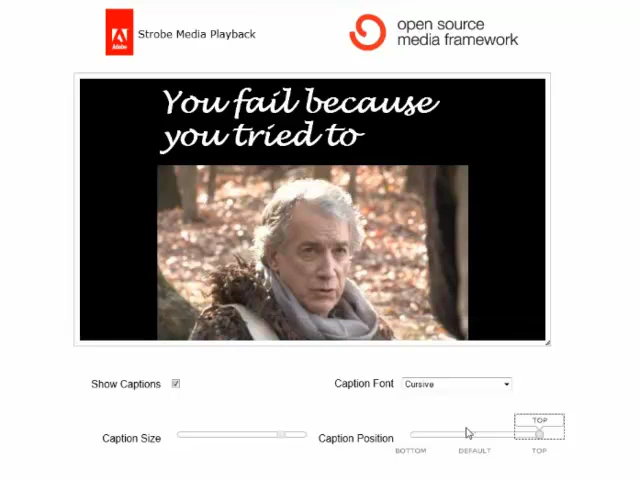 Adobe
Strobe Media Playback
open source
media framework
You fail because
you tried to
Show Captions
Caption Font
Cursive
Caption Size
Caption Position
TOP
BOTTOM
DEFAULT
TOP